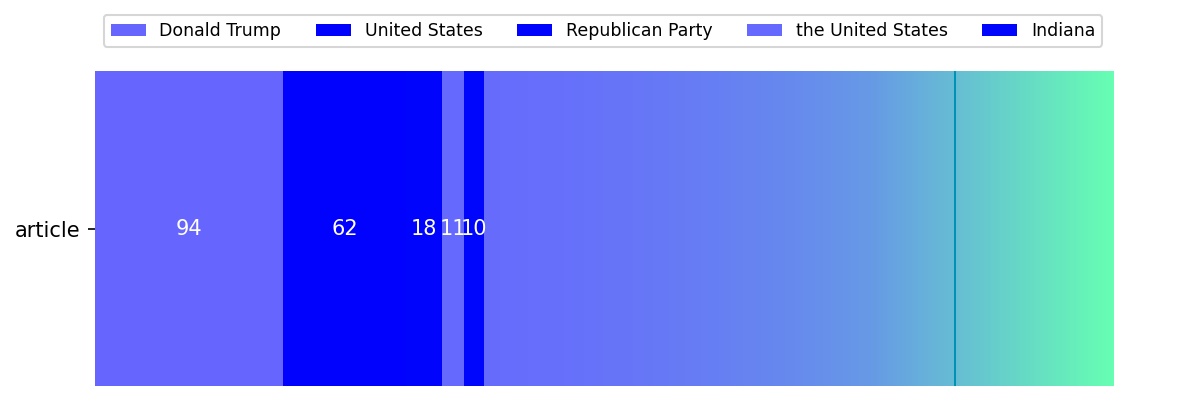 Donald Trump United States Republican Party the United States Indiana
article 94 62 18 11 10